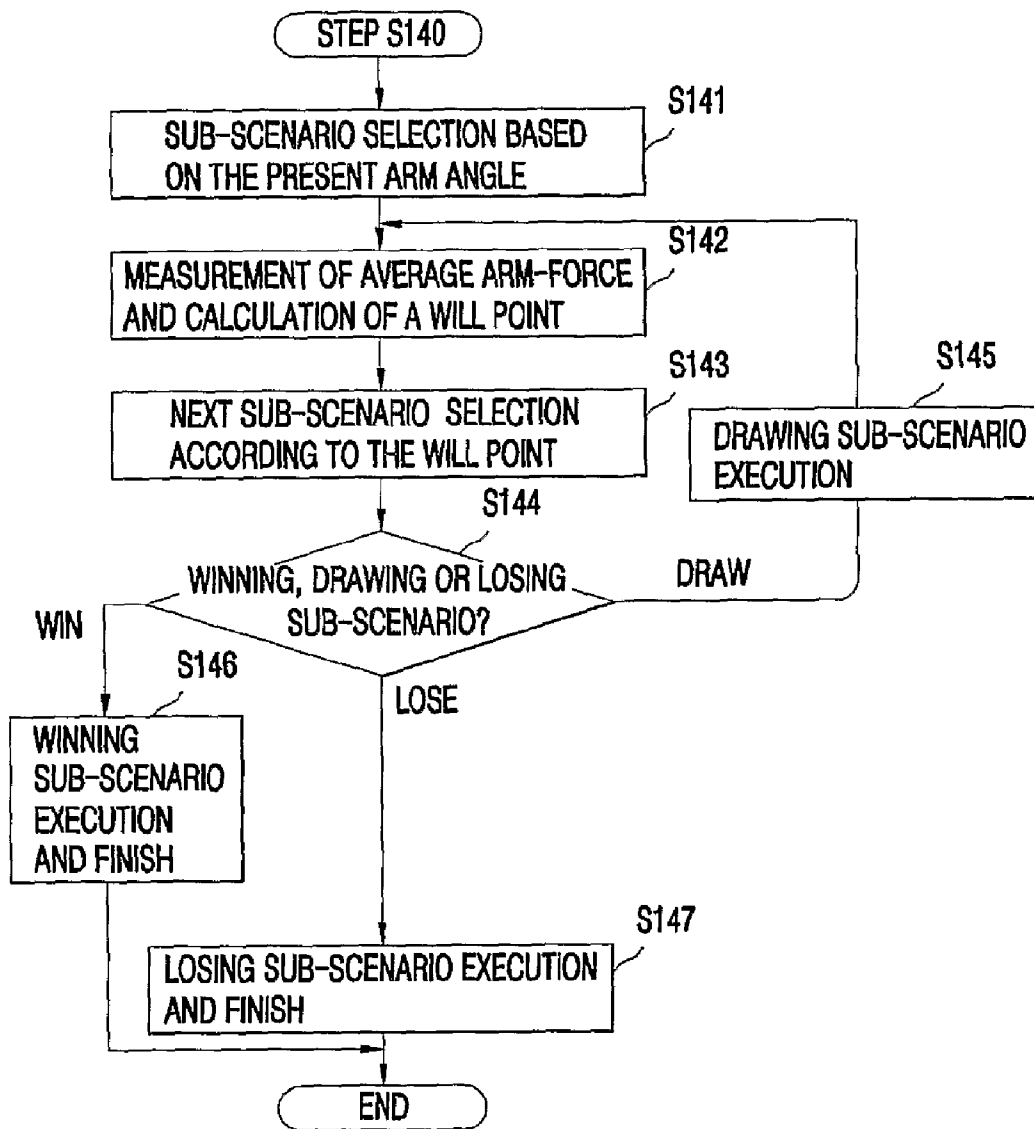 STEP S140
S141
SUB-SCENARIO SELECTION BASED
ON THE PRESENT ARM ANGLE
S142
MEASUREMENT OF AVERAGE ARM-FORCE
AND CALCULATION OF A WILL POINT
S143
NEXT SUB-SCENARIO SELECTION
ACCORDING TO THE WILL POINT
S145
DRAWING SUB-SCENARIO
EXECUTION
S144
WINNING, DRAWING OR LOSING
SUB-SCENARIO?
DRAW
WIN
LOSE
S146
WINNING
SUB-SCENARIO
EXECUTION
AND FINISH
S147
LOSING SUB-SCENARIO EXECUTION
AND FINISH
END